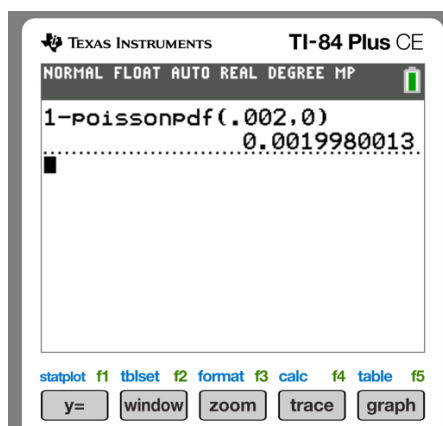 TEXAS INSTRUMENTS TI-84 Plus CE
NORMAL FLOAT AUTO REAL DEGREE MP
1-poissonpdf(.002,0)
0.0019980013
statplot f1 tblset f2 format f3 calc f4 table f5
y= window zoom trace graph